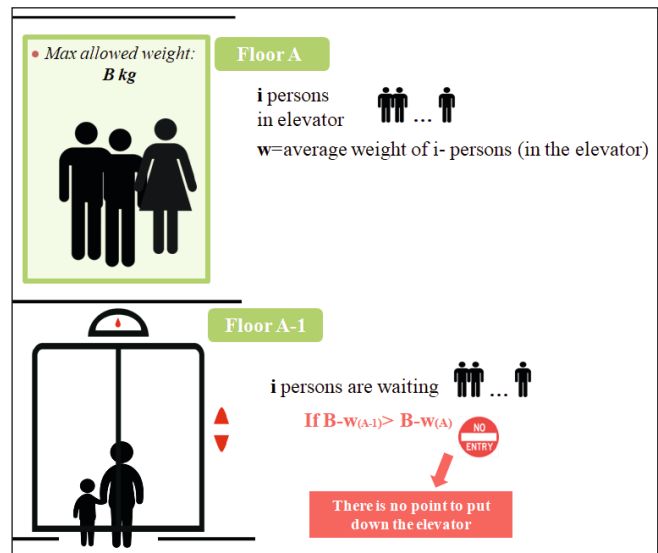 Max allowed weight:
B kg
Floor A
i persons
in elevator
...
w=average weight of i- persons (in the elevator)
Floor A-1
i persons are waiting
...
If B-w(A-1)> B-w(A)
NO
ENTRY
There is no point to put
down the elevator